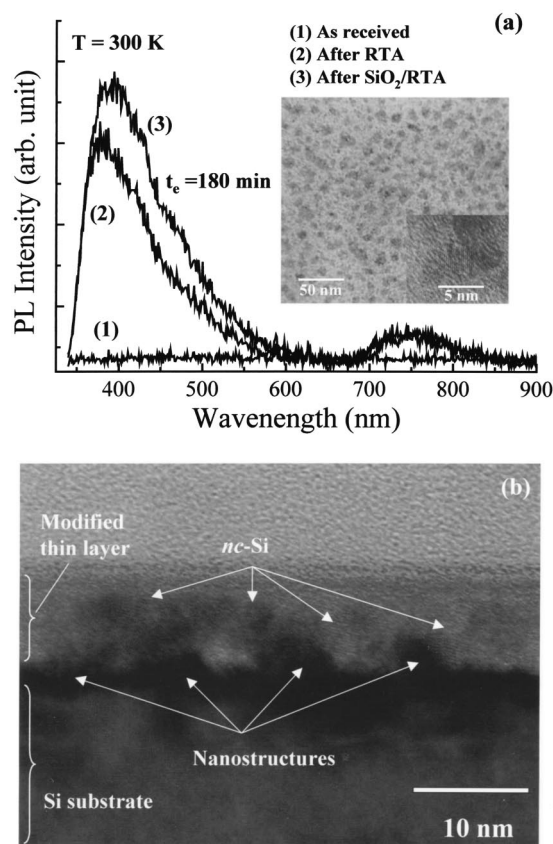 (a)
T = 300 K
(1) As received
(2) After RTA
(3) After SiO₂/RTA
(3)
tₑ =180 min
(2)
(1)
50 nm
5 nm
PL Intensity (arb. unit)
400
500
600
700
800
900
Wavenength (nm)
(b)
Modified
thin layer
nc-Si
Nanostructures
Si substrate
10 nm